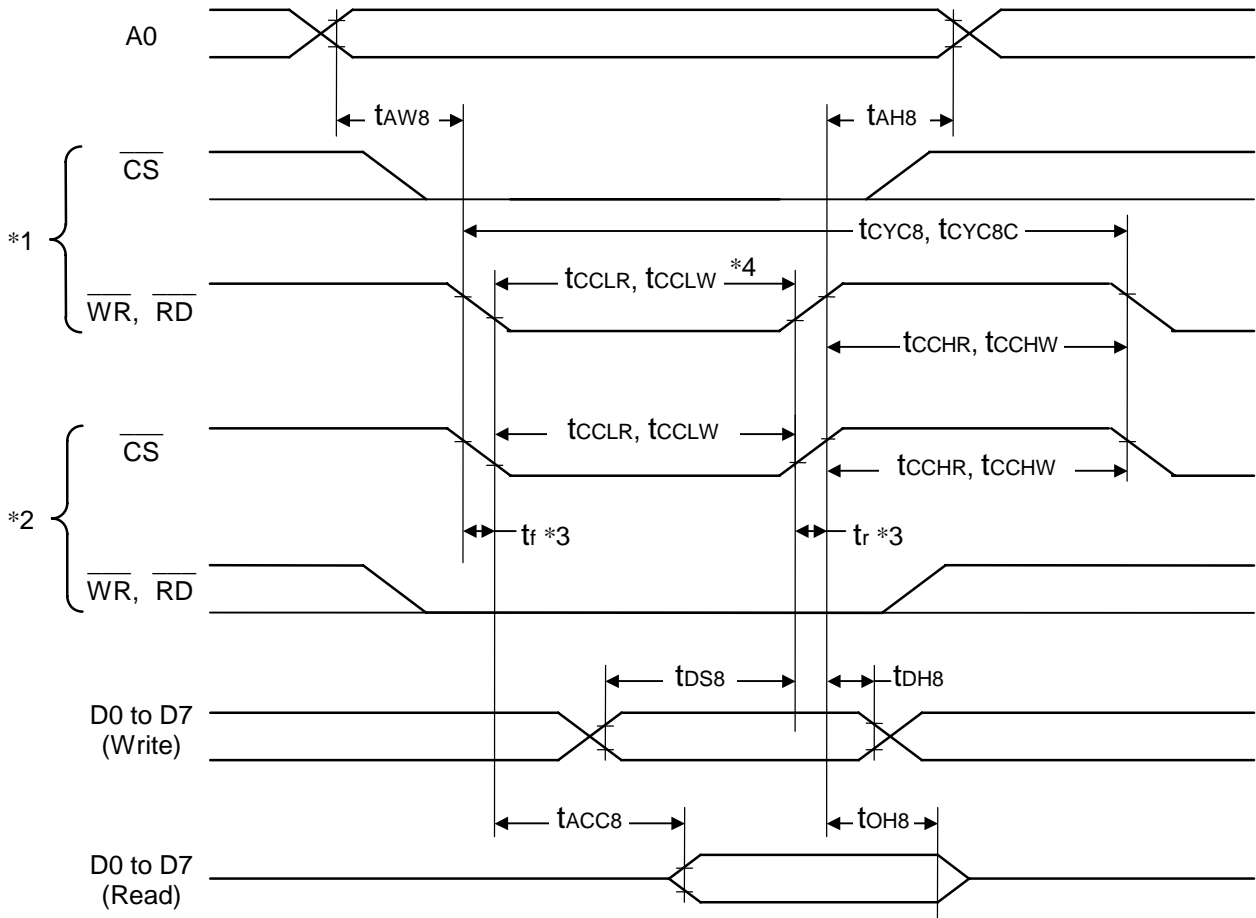 A0
tAW8 tAH8
CS
*1
tCYC8, tCYC8C
tCCLR, tCCLW *4
WR, RD
tCCHR, tCCHW
tCCLR, tCCLW
CS
tCCHR, tCCHW
*2
tf *3 tr *3
WR, RD
tDS8 tDH8
D0 to D7
(Write)
tACC8 tOH8
D0 to D7
(Read)